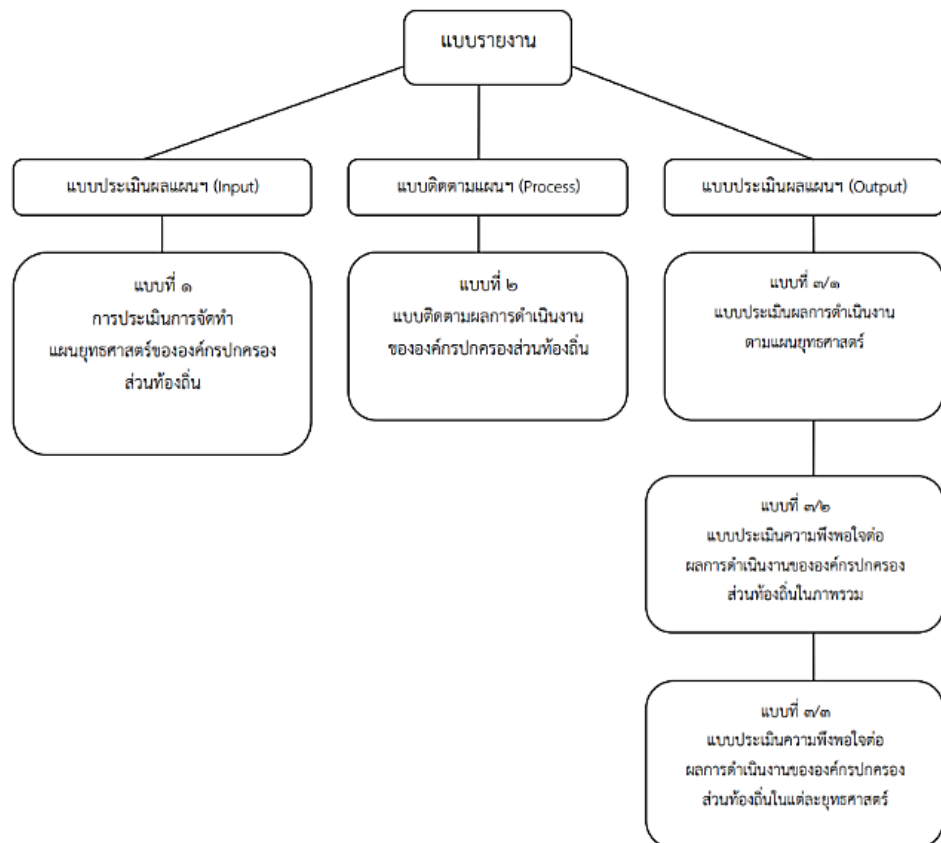 แบบรายงาน
แบบประเมินผลแผนฯ (Input)
แบบติดตามแผนฯ (Process)
แบบประเมินผลแผนฯ (Output)
แบบที่ ๑
การประเมินการจัดทำ
แผนยุทธศาสตร์ขององค์กรปกครอง
ส่วนท้องถิ่น
แบบที่ ๒
แบบติดตามผลการดำเนินงาน
ขององค์กรปกครองส่วนท้องถิ่น
แบบที่ ๓/๑
แบบประเมินผลการดำเนินงาน
ตามแผนยุทธศาสตร์
แบบที่ ๓/๒
แบบประเมินความพึงพอใจต่อ
ผลการดำเนินงานขององค์กรปกครอง
ส่วนท้องถิ่นในภาพรวม
แบบที่ ๓/๓
แบบประเมินความพึงพอใจต่อ
ผลการดำเนินงานขององค์กรปกครอง
ส่วนท้องถิ่นในแต่ละยุทธศาสตร์